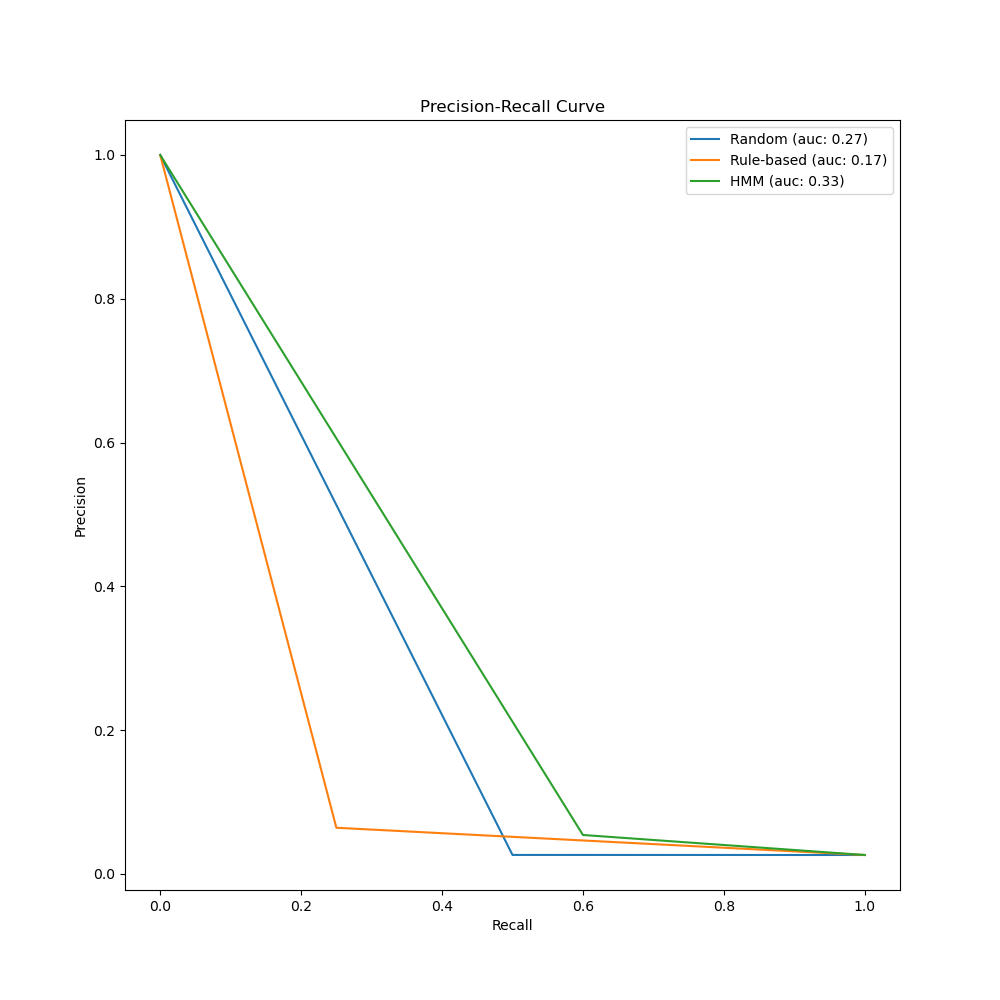 Precision-Recall Curve
Random (auc: 0.27)
Rule-based (auc: 0.17)
HMM (auc: 0.33)
1.0
0.8
0.6
0.4
0.2
0.0
Precision
0.0 0.2 0.4 0.6 0.8 1.0
Recall